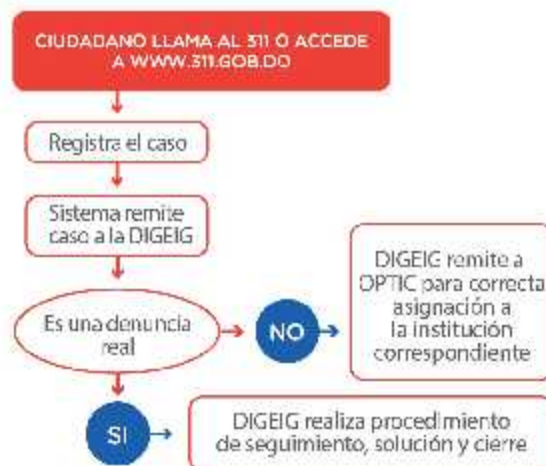 CIUDADANO LLAMA AL 311 O ACCEDE
A WWW.311.GOB.DO
Registra el caso
Sistema remite
caso a la DIGEIG
Es una denuncia
real
NO
DIGEIG remite a
OPTIC para correcta
asignación a
la institución
correspondiente
SI
DIGEIG realiza procedimiento
de seguimiento, solución y cierre